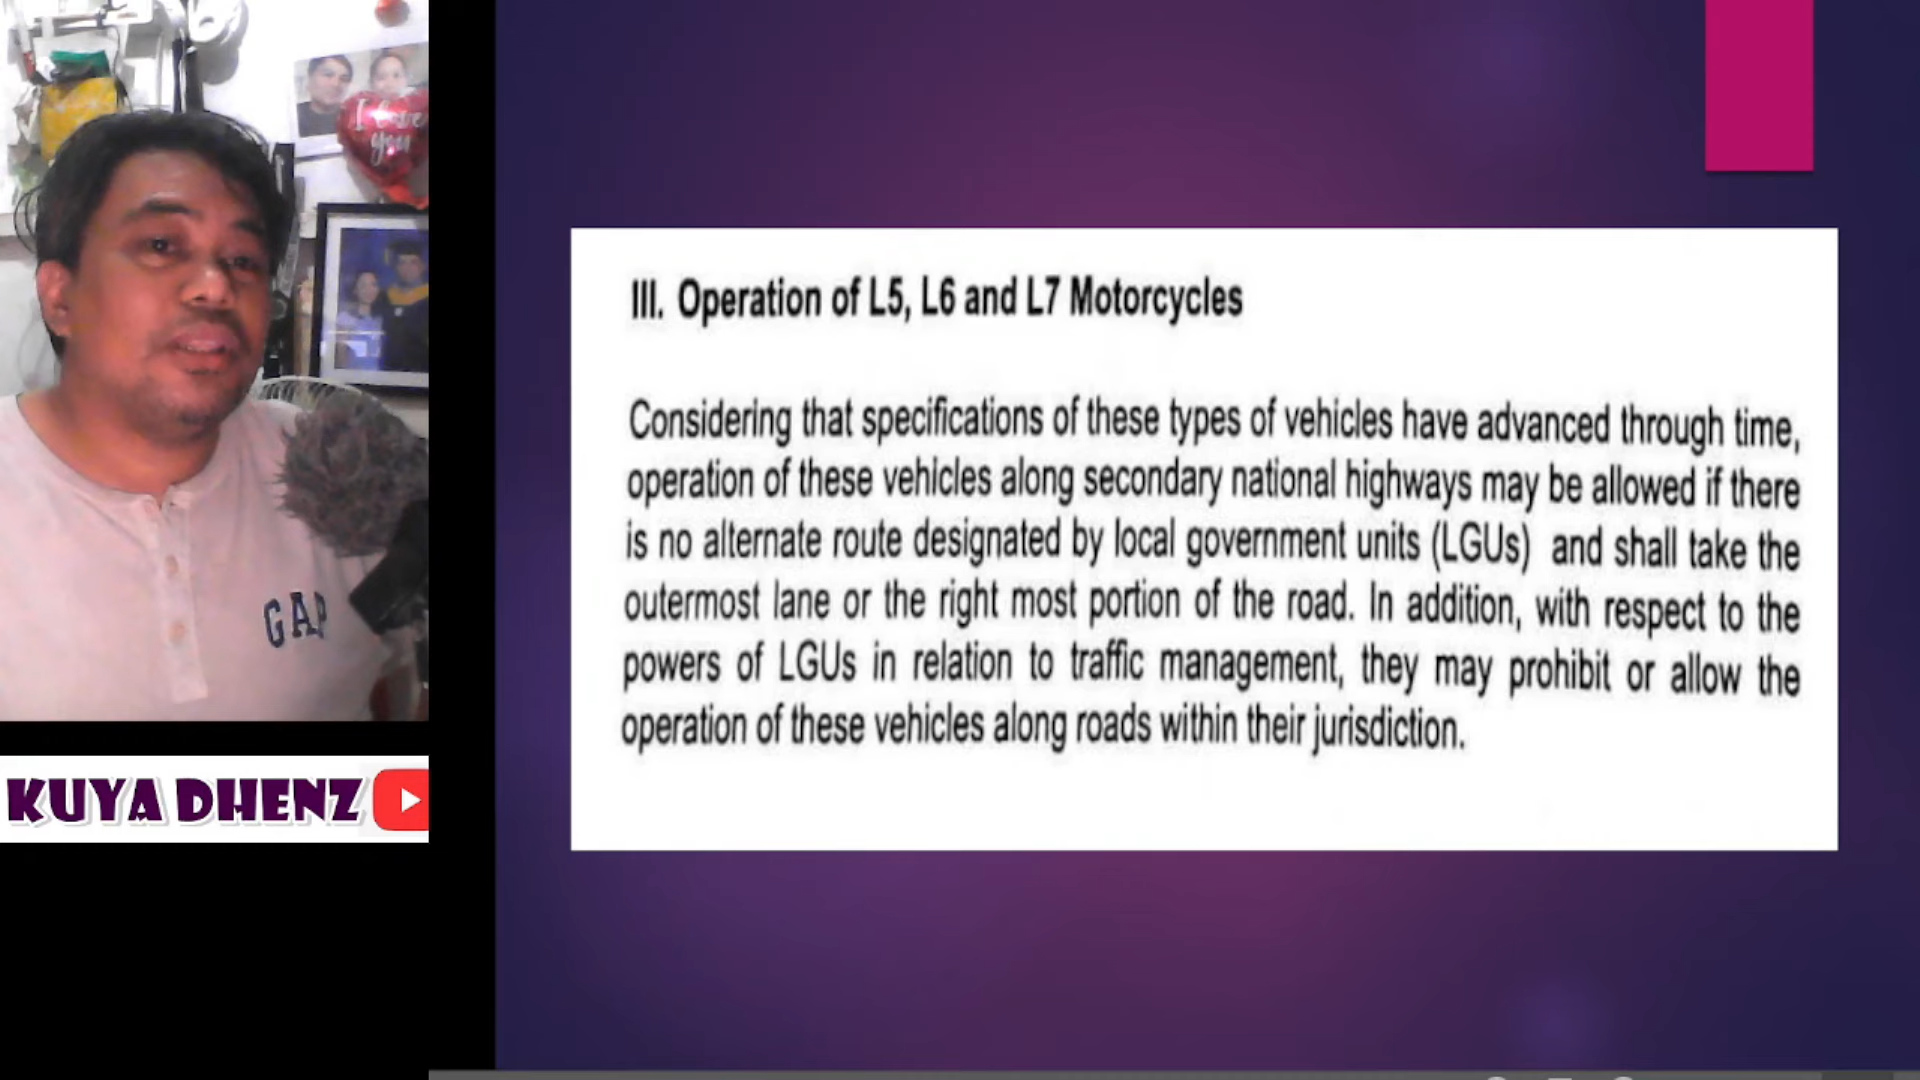 I love
you
GAP
KUYA DHENZ
III. Operation of L5, L6 and L7 Motorcycles
Considering that specifications of these types of vehicles have advanced through time,
operation of these vehicles along secondary national highways may be allowed if there
is no alternate route designated by local government units (LGUs) and shall take the
outermost lane or the right most portion of the road. In addition, with respect to the
powers of LGUs in relation to traffic management, they may prohibit or allow the
operation of these vehicles along roads within their jurisdiction.